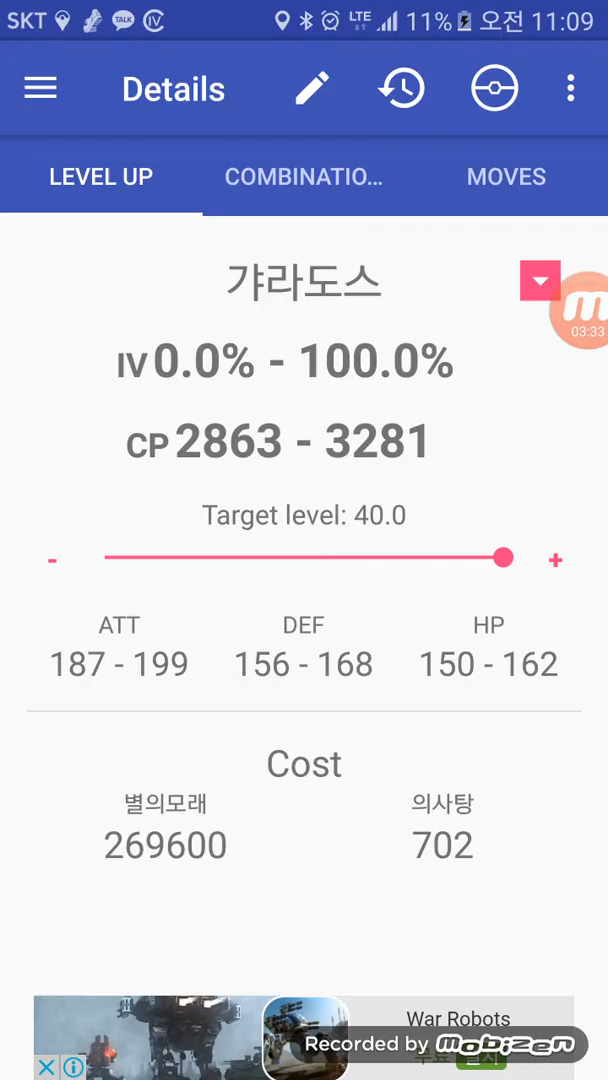 SKT TALK IV LTE 11% 오전 11:09
Details
LEVEL UP COMBINATIO... MOVES
갸라도스
03:33
IV 0.0% - 100.0%
CP 2863 - 3281
Target level: 40.0
- +
ATT DEF HP
187 - 199 156 - 168 150 - 162
Cost
별의모래 의사탕
269600 702
War Robots
Recorded by mobizen